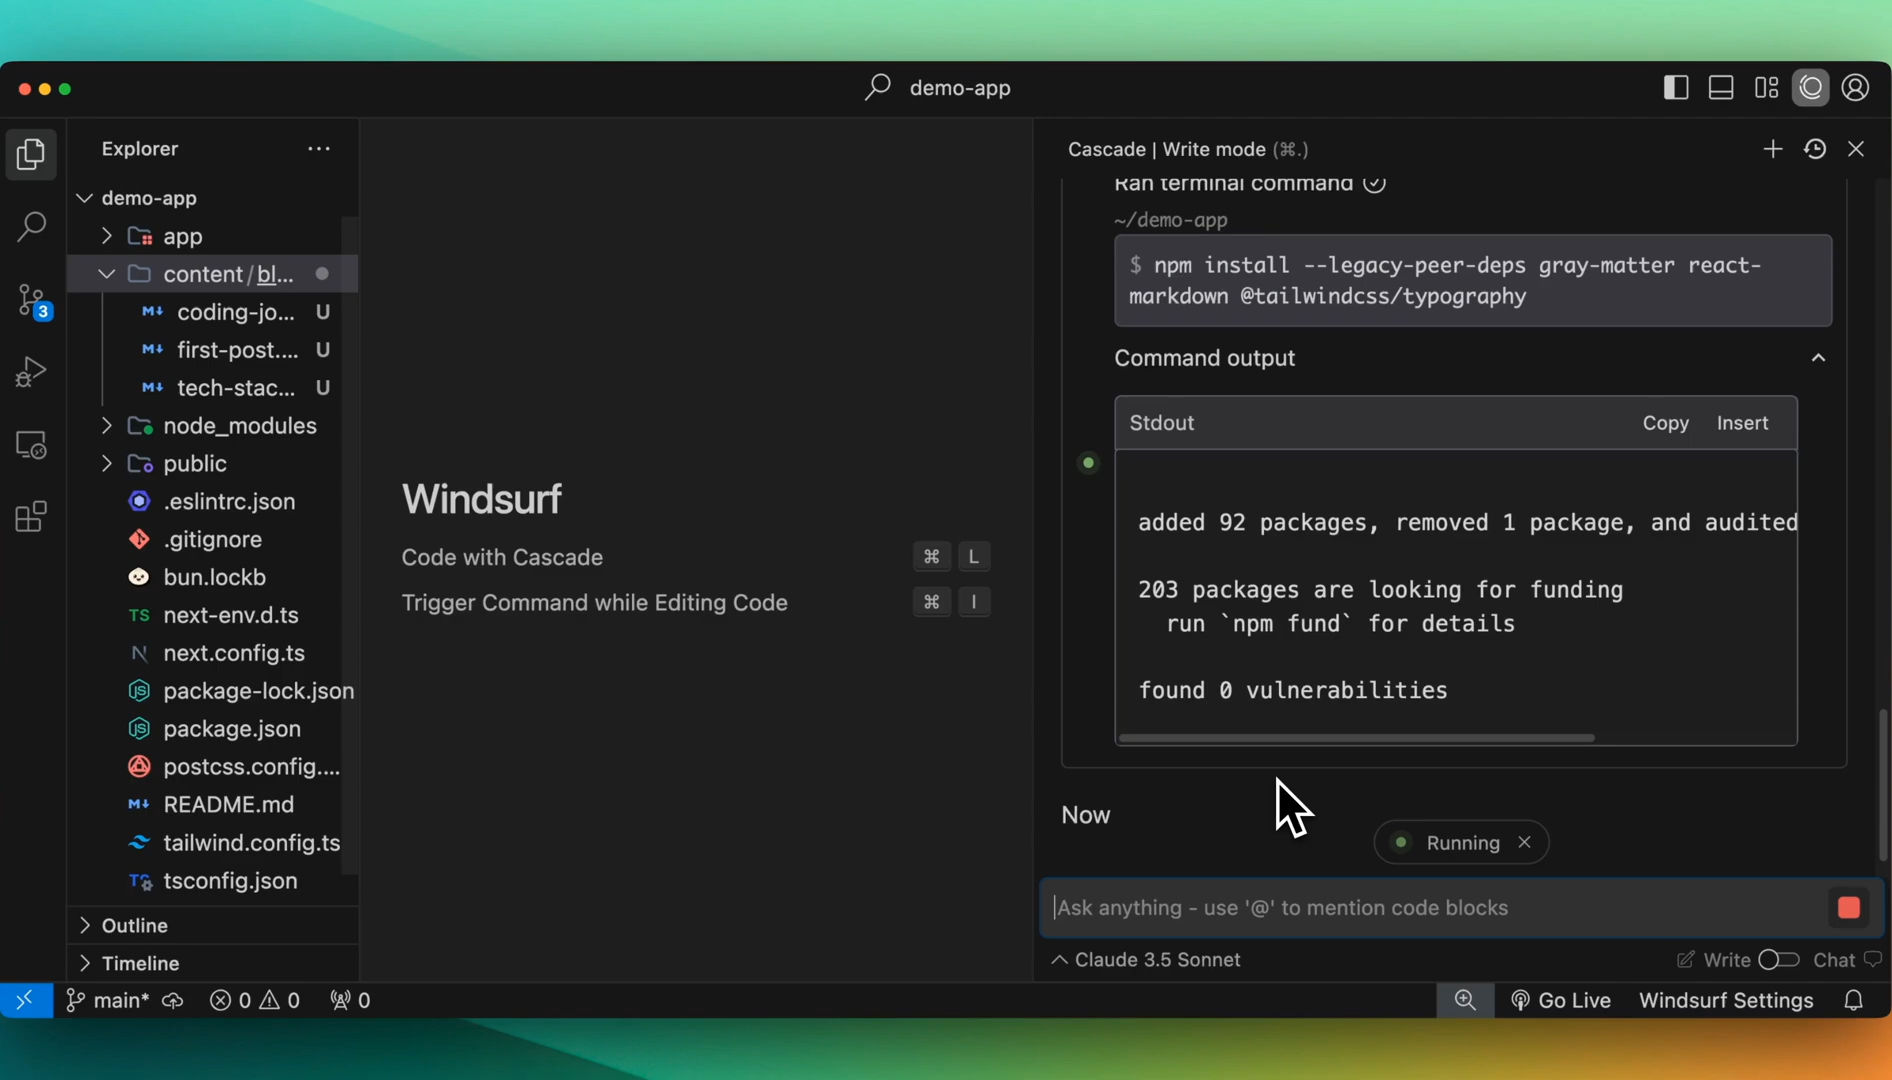 demo-app
Explorer
demo-app
app
content/bl...
coding-jo... U
first-post.... U
tech-stac... U
node_modules
public
.eslintrc.json
.gitignore
bun.lockb
TS next-env.d.ts
N next.config.ts
JS package-lock.json
JS package.json
postcss.config....
M↓ README.md
tailwind.config.ts
TS tsconfig.json
Outline
Timeline
3
Windsurf
Code with Cascade ⌘ L
Trigger Command while Editing Code ⌘ I
Cascade | Write mode (⌘.)
Ran terminal command
~/demo-app
$ npm install --legacy-peer-deps gray-matter react-
markdown @tailwindcss/typography
Command output
Stdout Copy Insert
added 92 packages, removed 1 package, and audited
203 packages are looking for funding
run `npm fund` for details
found 0 vulnerabilities
Now
Running
Ask anything - use '@' to mention code blocks
Claude 3.5 Sonnet Write Chat
main* 0 0 0 Go Live Windsurf Settings